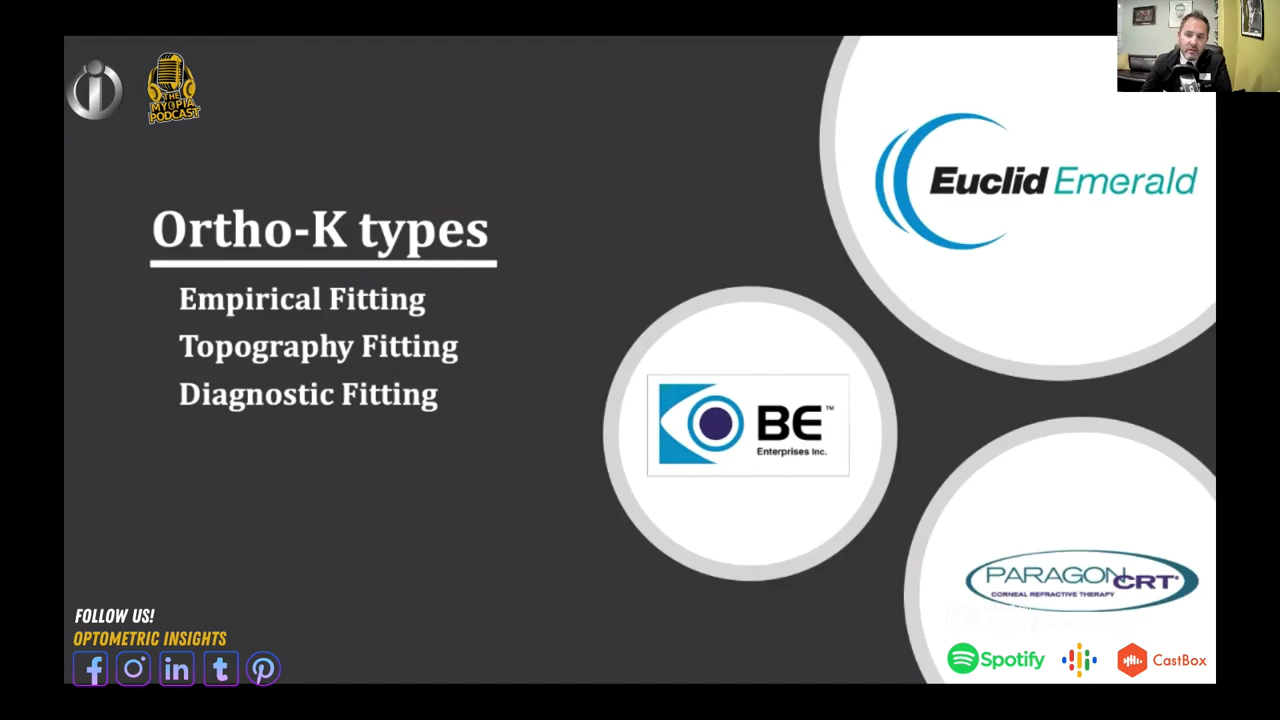 THE
MYOPIA
PODCAST
Euclid Emerald
Ortho-K types
Empirical Fitting
Topography Fitting
Diagnostic Fitting
BE™
Enterprises Inc.
PARAGON CRT®
CORNEAL REFRACTIVE THERAPY
FOLLOW US!
OPTOMETRIC INSIGHTS
Spotify
CastBox